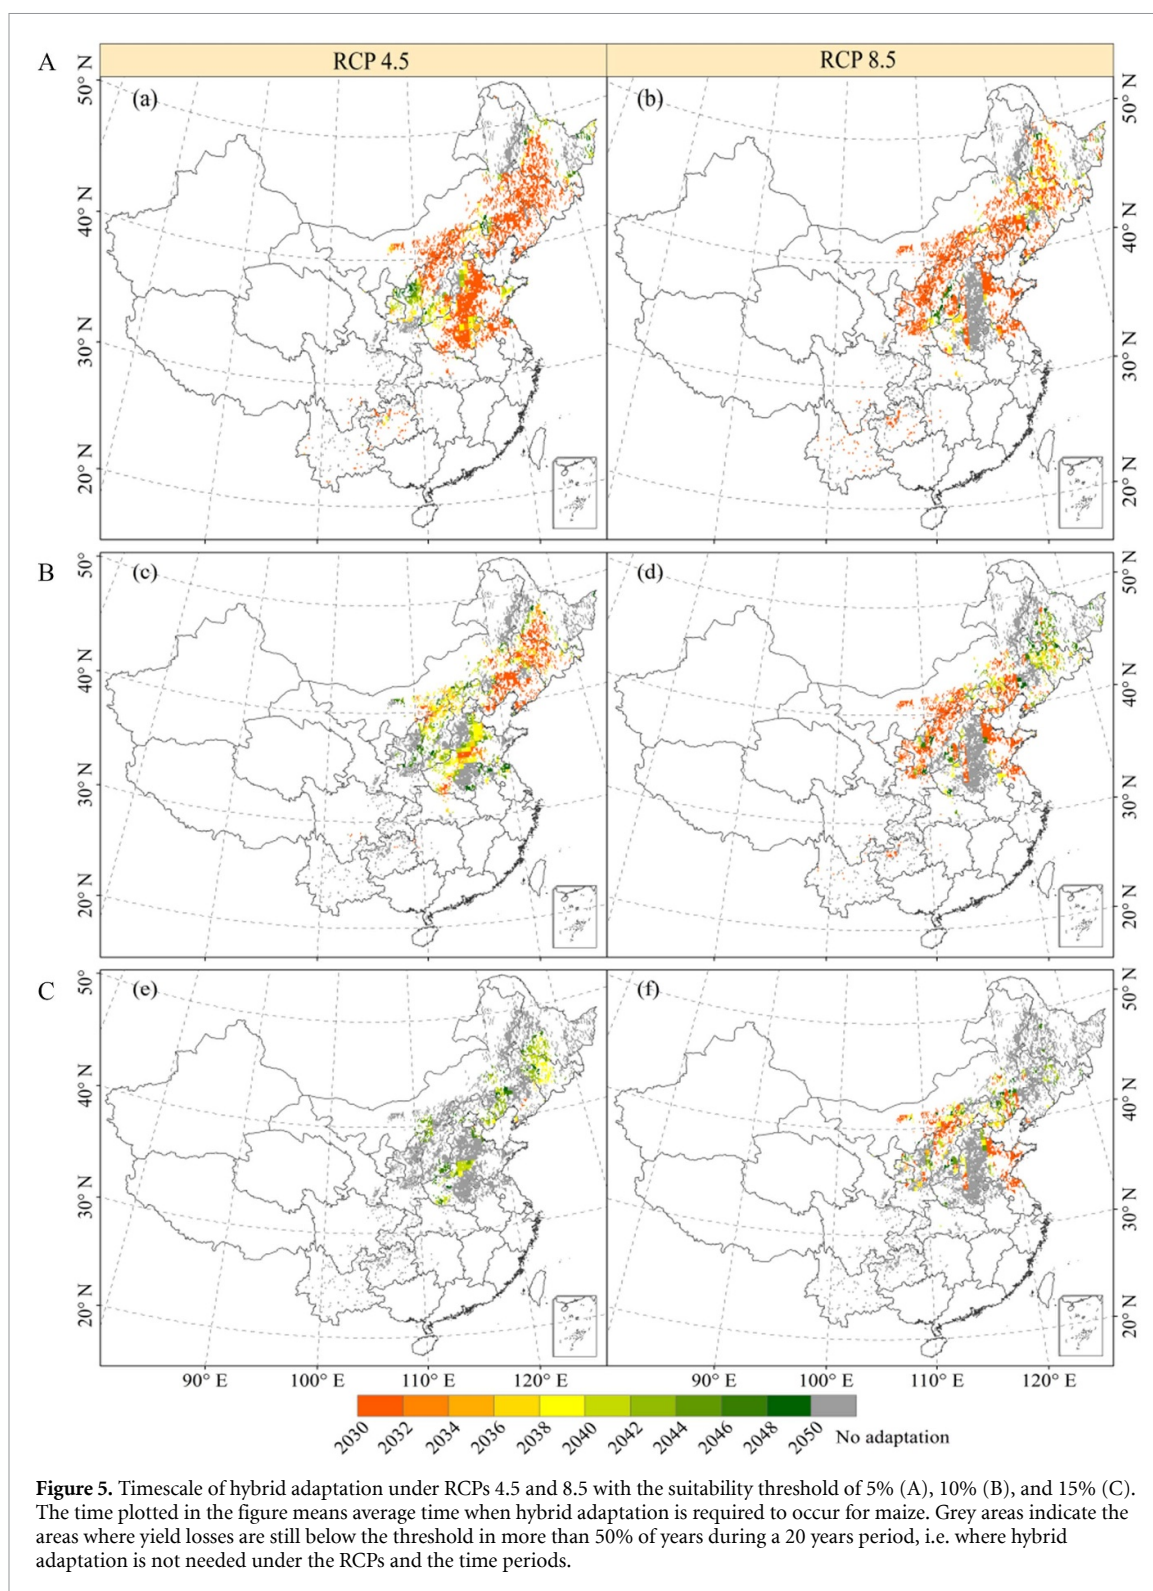 RCP 4.5
RCP 8.5
A
50° N
(a)
(b)
50° N
40° N
40° N
30° N
30° N
20° N
20° N
B
50°
(c)
(d)
50° N
40° N
40° N
30° N
30° N
20° N
20° N
C
50°
(e)
(f)
50° N
40° N
40° N
30° N
30° N
20° N
20° N
90° E
100° E
110° E
120° E
90° E
100° E
110° E
120° E
2030
2032
2034
2036
2038
2040
2042
2044
2046
2048
2050
No adaptation
Figure 5. Timescale of hybrid adaptation under RCPs 4.5 and 8.5 with the suitability threshold of 5% (A), 10% (B), and 15% (C).
The time plotted in the figure means average time when hybrid adaptation is required to occur for maize. Grey areas indicate the
areas where yield losses are still below the threshold in more than 50% of years during a 20 years period, i.e. where hybrid
adaptation is not needed under the RCPs and the time periods.